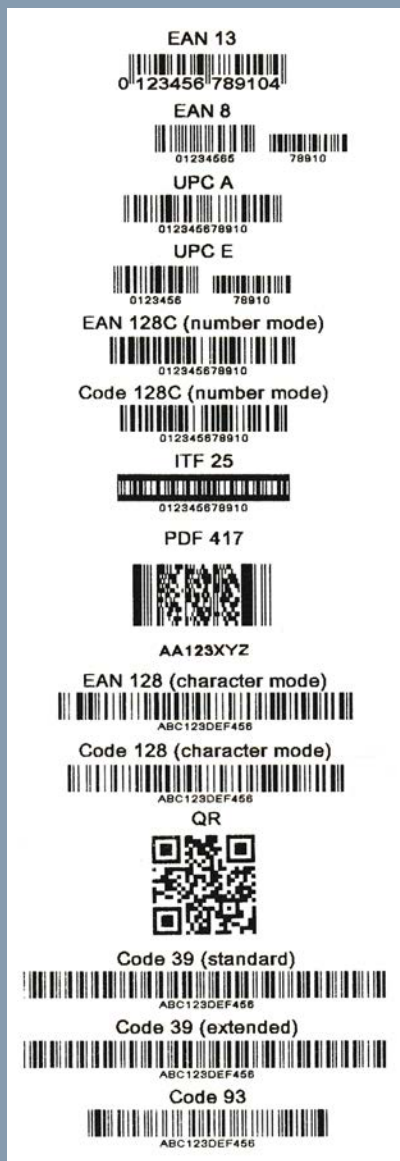 EAN 13
0 123456 789104
EAN 8
01234565 78910
UPC A
012345678910
UPC E
0123456 78910
EAN 128C (number mode)
012345678910
Code 128C (number mode)
012345678910
ITF 25
012345678910
PDF 417
AA123XYZ
EAN 128 (character mode)
ABC123DEF456
Code 128 (character mode)
ABC123DEF456
QR
Code 39 (standard)
ABC123DEF456
Code 39 (extended)
ABC123DEF456
Code 93
ABC123DEF456